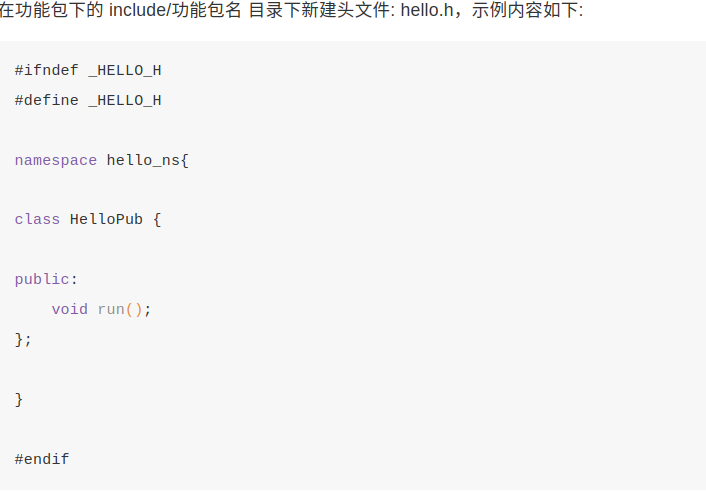 在功能包下的 include/功能包名 目录下新建头文件: hello.h，示例内容如下:
#ifndef _HELLO_H
#define _HELLO_H
namespace hello_ns{
class HelloPub {
public:
    void run();
};
}
#endif